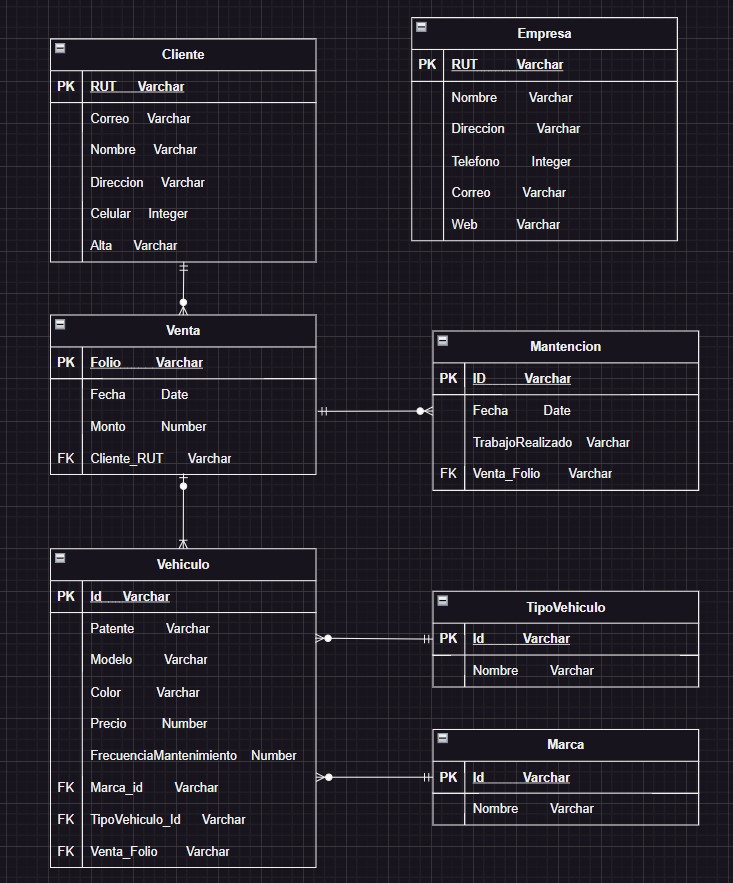 Cliente
PK RUT Varchar
Correo Varchar
Nombre Varchar
Direccion Varchar
Celular Integer
Alta Varchar
Empresa
PK RUT Varchar
Nombre Varchar
Direccion Varchar
Telefono Integer
Correo Varchar
Web Varchar
Venta
PK Folio Varchar
Fecha Date
Monto Number
FK Cliente_RUT Varchar
Mantencion
PK ID Varchar
Fecha Date
TrabajoRealizado Varchar
FK Venta_Folio Varchar
Vehiculo
PK Id Varchar
Patente Varchar
Modelo Varchar
Color Varchar
Precio Number
FrecuenciaMantenimiento Number
FK Marca_id Varchar
FK TipoVehiculo_Id Varchar
FK Venta_Folio Varchar
TipoVehiculo
PK Id Varchar
Nombre Varchar
Marca
PK Id Varchar
Nombre Varchar